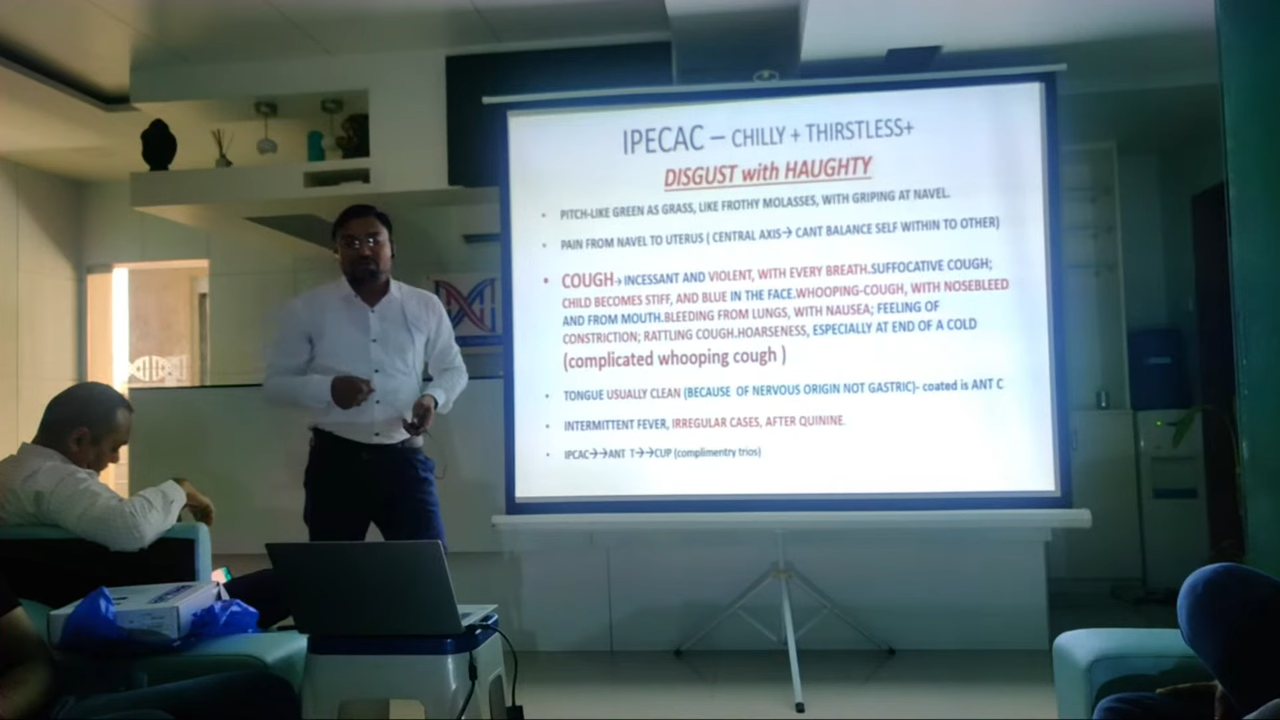 IPECAC – CHILLY + THIRSTLESS+
DISGUST with HAUGHTY
• PITCH-LIKE GREEN AS GRASS, LIKE FROTHY MOLASSES, WITH GRIPING AT NAVEL.
• PAIN FROM NAVEL TO UTERUS ( CENTRAL AXIS→ CANT BALANCE SELF WITHIN TO OTHER)
• COUGH→INCESSANT AND VIOLENT, WITH EVERY BREATH.SUFFOCATIVE COUGH;
CHILD BECOMES STIFF, AND BLUE IN THE FACE.WHOOPING-COUGH, WITH NOSEBLEED
AND FROM MOUTH.BLEEDING FROM LUNGS, WITH NAUSEA; FEELING OF
CONSTRICTION; RATTLING COUGH.HOARSENESS, ESPECIALLY AT END OF A COLD
(complicated whooping cough )
• TONGUE USUALLY CLEAN (BECAUSE OF NERVOUS ORIGIN NOT GASTRIC)- coated is ANT C
• INTERMITTENT FEVER, IRREGULAR CASES, AFTER QUININE.
• IPCAC→→ANT T→→CUP (complimentry trios)